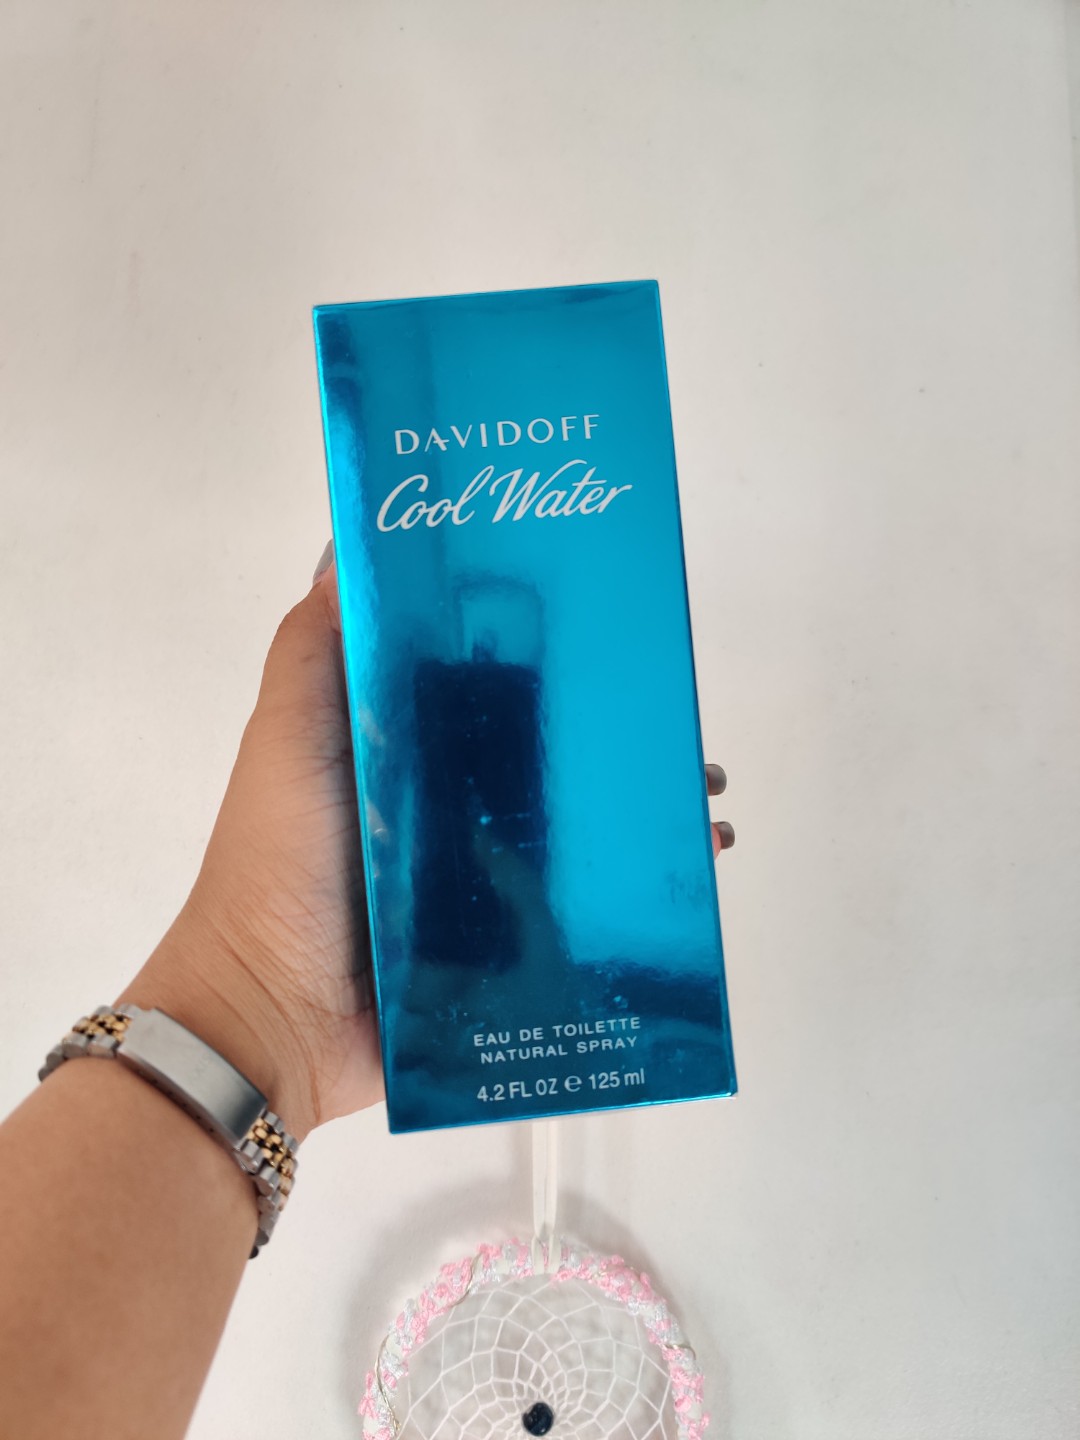 DAVIDOFF
Cool Water
EAU DE TOILETTE
NATURAL SPRAY
4.2 FL OZ ℮ 125 ml